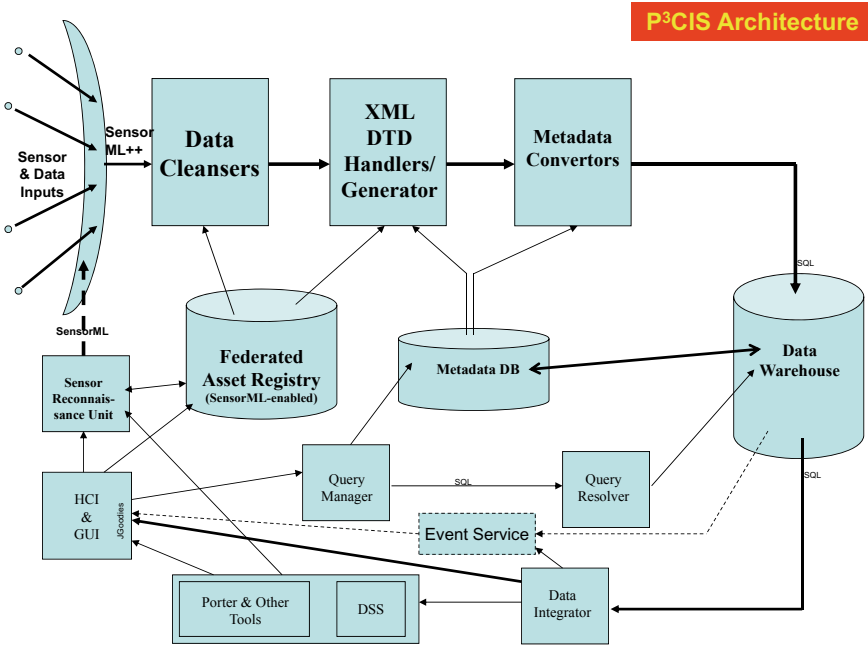 P³CIS Architecture
Sensor
& Data
Inputs
Sensor
ML++
Data
Cleansers
XML
DTD
Handlers/
Generator
Metadata
Convertors
SQL
SensorML
Federated
Asset Registry
(SensorML-enabled)
Metadata DB
Data
Warehouse
Sensor
Reconnais-
sance Unit
HCI
&
GUI
JGoodies
Query
Manager
SQL
Query
Resolver
SQL
Event Service
Porter & Other
Tools
DSS
Data
Integrator